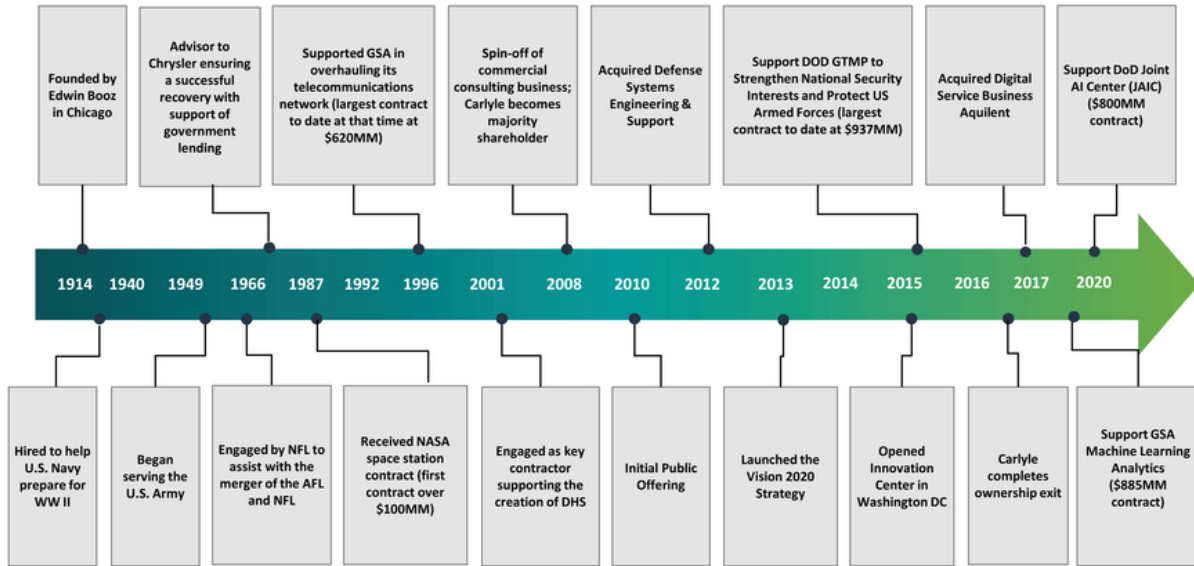 Founded by
Edwin Booz
in Chicago
Advisor to
Chrysler ensuring
a successful
recovery with
support of
government
lending
Supported GSA in
overhauling its
telecommunications
network (largest contract
to date at that time at
$620MM)
Spin-off of
commercial
consulting business;
Carlyle becomes
majority
shareholder
Acquired Defense
Systems
Engineering &
Support
Support DOD GTMP to
Strengthen National Security
Interests and Protect US
Armed Forces (largest
contract to date at $937MM)
Acquired Digital
Service Business
Aquilent
Support DoD Joint
AI Center (JAIC)
($800MM
contract)
1914 1940 1949 1966 1987 1992 1996 2001 2008 2010 2012 2013 2014 2015 2016 2017 2020
Hired to help
U.S. Navy
prepare for
WW II
Began
serving the
U.S. Army
Engaged by NFL to
assist with the
merger of the AFL
and NFL
Received NASA
space station
contract (first
contract over
$100MM)
Engaged as key
contractor
supporting the
creation of DHS
Initial Public
Offering
Launched the
Vision 2020
Strategy
Opened
Innovation
Center in
Washington DC
Carlyle
completes
ownership exit
Support GSA
Machine Learning
Analytics
($885MM
contract)